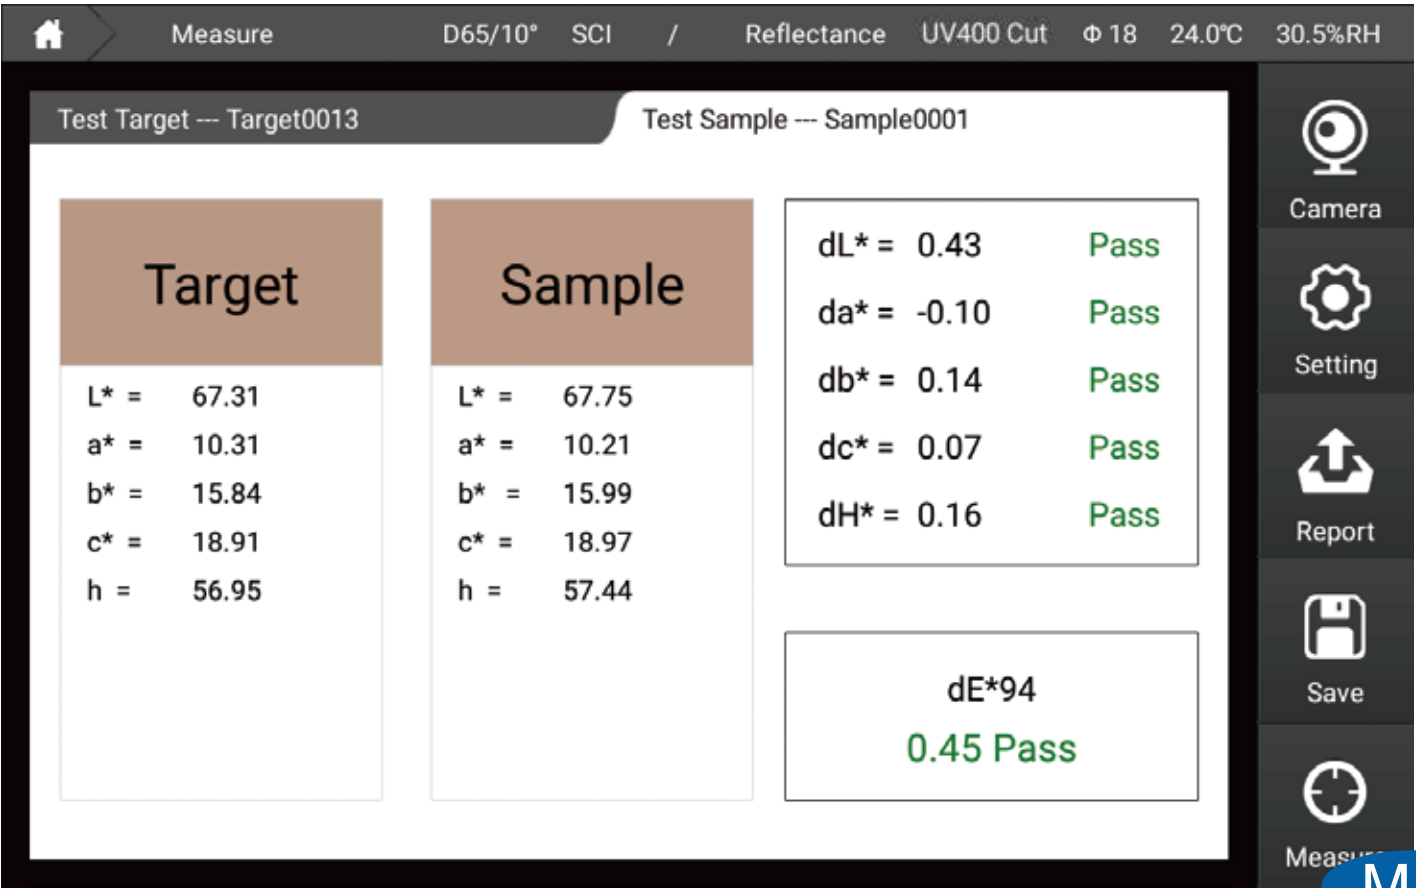 Measure D65/10° SCI / Reflectance UV400 Cut Φ 18 24.0℃ 30.5%RH
Test Target --- Target0013
Test Sample --- Sample0001
Target
L* = 67.31
a* = 10.31
b* = 15.84
c* = 18.91
h = 56.95
Sample
L* = 67.75
a* = 10.21
b* = 15.99
c* = 18.97
h = 57.44
dL* = 0.43 Pass
da* = -0.10 Pass
db* = 0.14 Pass
dc* = 0.07 Pass
dH* = 0.16 Pass
dE*94
0.45 Pass
Camera
Setting
Report
Save
Measure
M